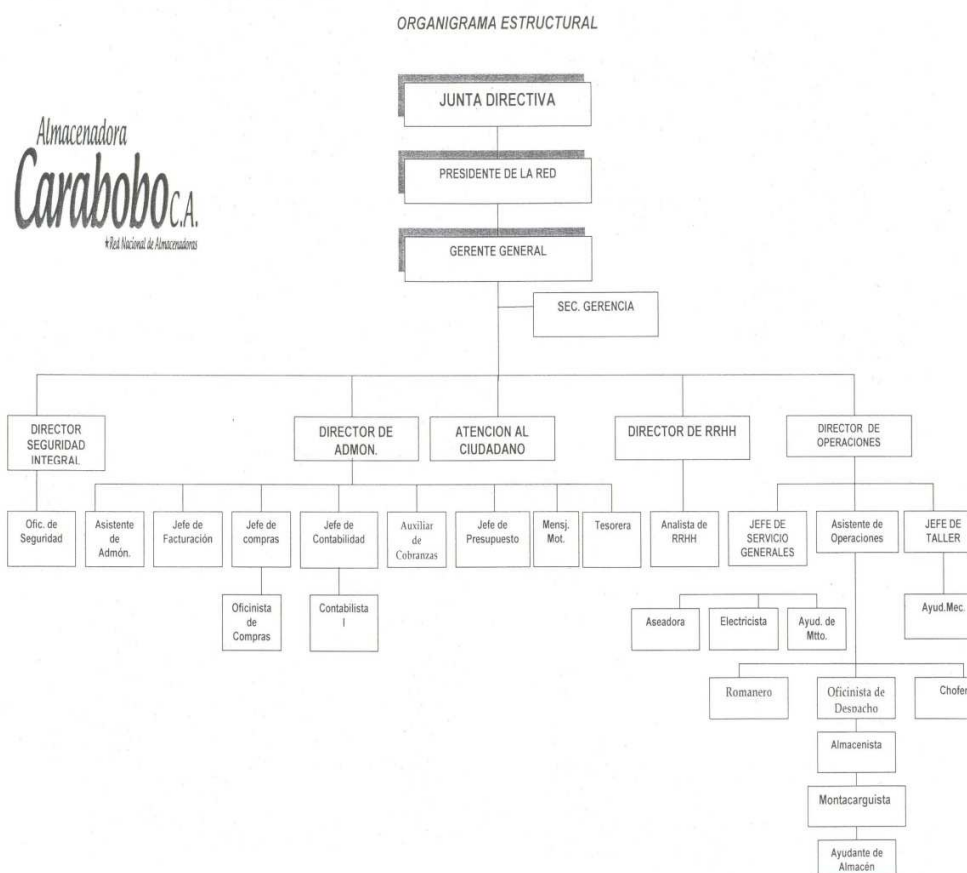 ORGANIGRAMA ESTRUCTURAL
JUNTA DIRECTIVA
Almacenadora
Carabobo C.A.
★Red Nacional de Almacenadoras
PRESIDENTE DE LA RED
GERENTE GENERAL
SEC. GERENCIA
DIRECTOR
SEGURIDAD
INTEGRAL
DIRECTOR DE
ADMON.
ATENCION AL
CIUDADANO
DIRECTOR DE RRHH
DIRECTOR DE
OPERACIONES
Ofic. de
Seguridad
Asistente
de
Admón.
Jefe de
Facturación
Jefe de
compras
Jefe de
Contabilidad
Auxiliar
de
Cobranzas
Jefe de
Presupuesto
Mensj.
Mot.
Tesorera
Analista de
RRHH
JEFE DE
SERVICIO
GENERALES
Asistente de
Operaciones
JEFE DE
TALLER
Oficinista
de
Compras
Contabilista
I
Aseadora
Electricista
Ayud. de
Mtto.
Ayud.Mec.
Romanero
Oficinista de
Despacho
Chofer
Almacenista
Montacarguista
Ayudante de
Almacén